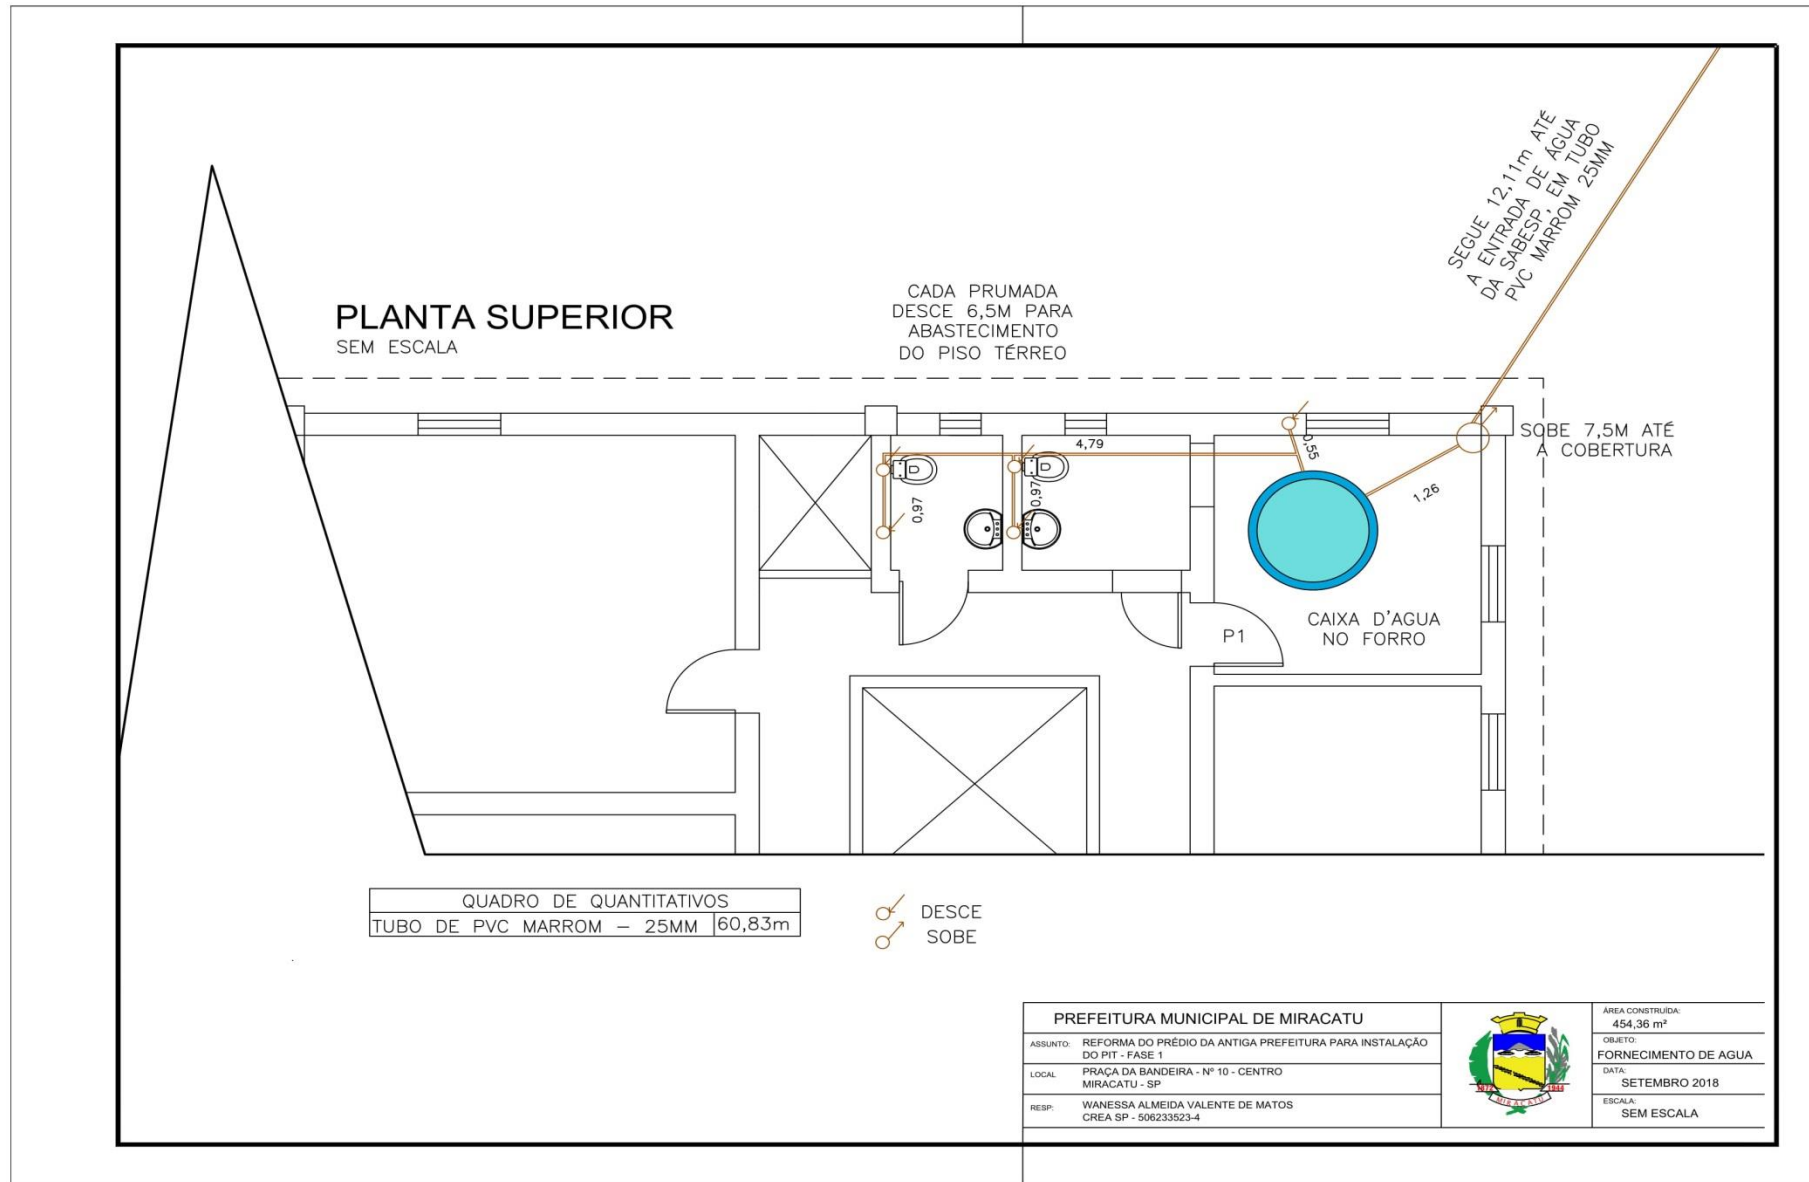 SEGUE 12,11m ATÉ
A ENTRADA DE ÁGUA
DA SABESP, EM TUBO
PVC MARROM 25MM
CADA PRUMADA
DESCE 6,5M PARA
ABASTECIMENTO
DO PISO TÉRREO
PLANTA SUPERIOR
SEM ESCALA
SOBE 7,5M ATÉ
A COBERTURA
4,79
0,55
1,26
0,97
0,97
CAIXA D'AGUA
NO FORRO
P1
QUADRO DE QUANTITATIVOS
TUBO DE PVC MARROM – 25MM 60,83m
DESCE
SOBE
PREFEITURA MUNICIPAL DE MIRACATU
ASSUNTO: REFORMA DO PRÉDIO DA ANTIGA PREFEITURA PARA INSTALAÇÃO
DO PIT - FASE 1
LOCAL PRAÇA DA BANDEIRA - Nº 10 - CENTRO
MIRACATU - SP
RESP: WANESSA ALMEIDA VALENTE DE MATOS
CREA SP - 506233523-4
1872 1944
MIRACATU
ÁREA CONSTRUÍDA:
454,36 m²
OBJETO:
FORNECIMENTO DE AGUA
DATA:
SETEMBRO 2018
ESCALA:
SEM ESCALA